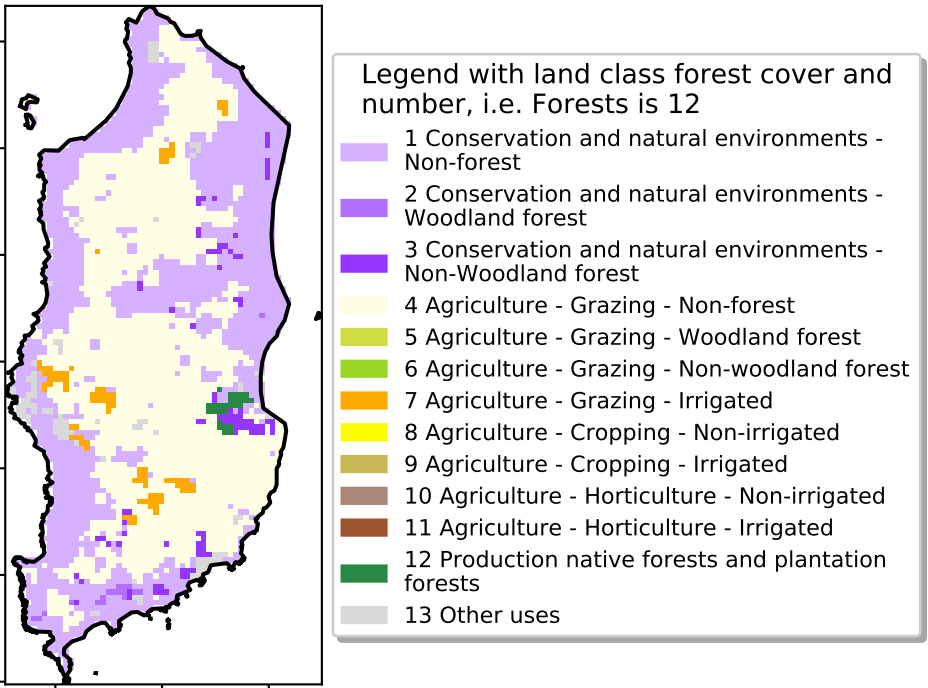 Legend with land class forest cover and
number, i.e. Forests is 12
1 Conservation and natural environments -
Non-forest
2 Conservation and natural environments -
Woodland forest
3 Conservation and natural environments -
Non-Woodland forest
4 Agriculture - Grazing - Non-forest
5 Agriculture - Grazing - Woodland forest
6 Agriculture - Grazing - Non-woodland forest
7 Agriculture - Grazing - Irrigated
8 Agriculture - Cropping - Non-irrigated
9 Agriculture - Cropping - Irrigated
10 Agriculture - Horticulture - Non-irrigated
11 Agriculture - Horticulture - Irrigated
12 Production native forests and plantation
forests
13 Other uses